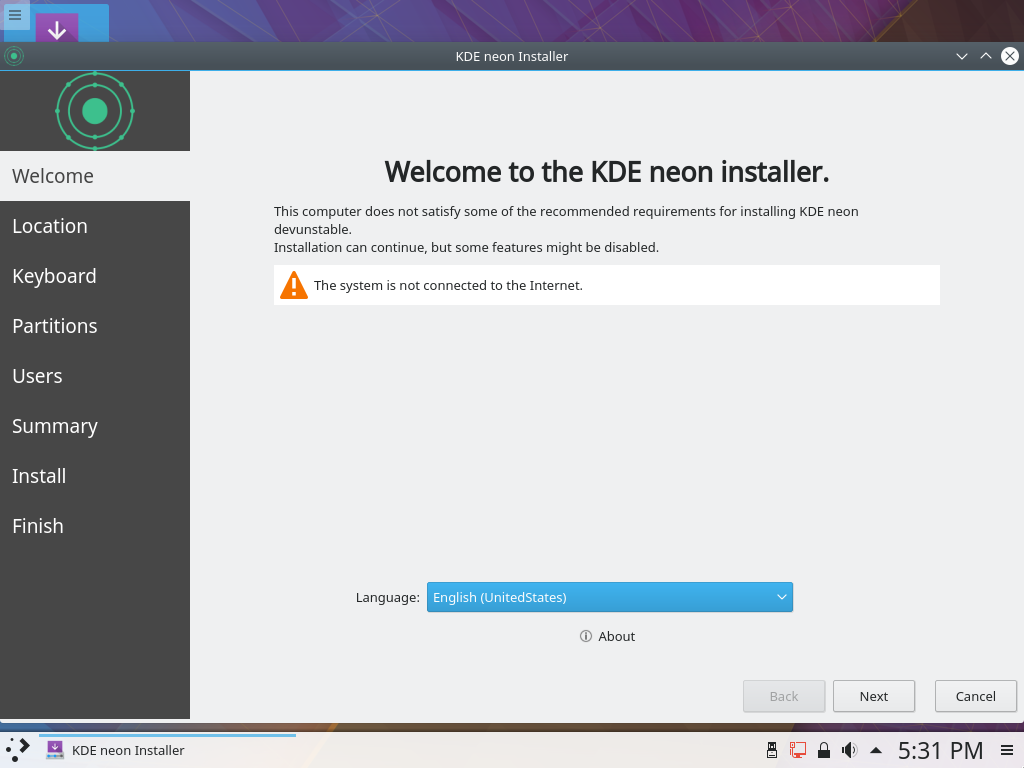 KDE neon Installer
Welcome
Location
Keyboard
Partitions
Users
Summary
Install
Finish
Welcome to the KDE neon installer.
This computer does not satisfy some of the recommended requirements for installing KDE neon
devunstable.
Installation can continue, but some features might be disabled.
The system is not connected to the Internet.
Language: English (UnitedStates)
About
Back Next Cancel
KDE neon Installer
5:31 PM